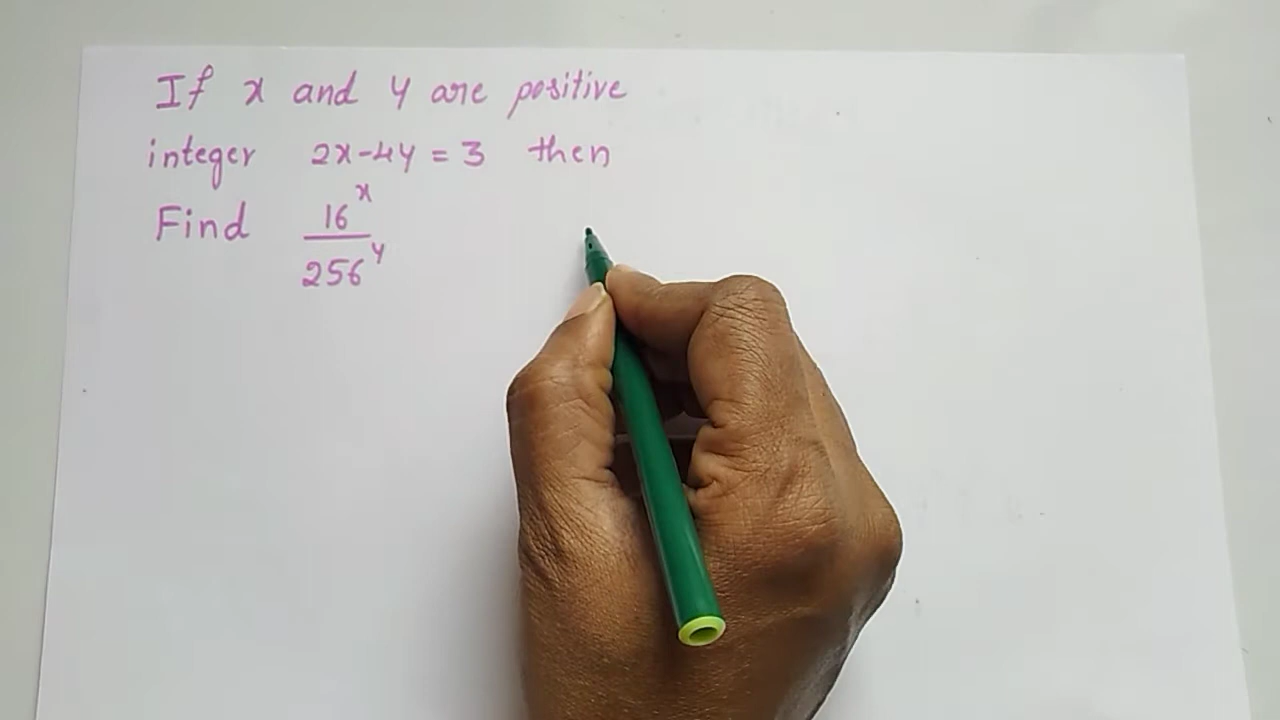 If x and y are positive
integer 2x-4y = 3 then
Find 16^x
256^y